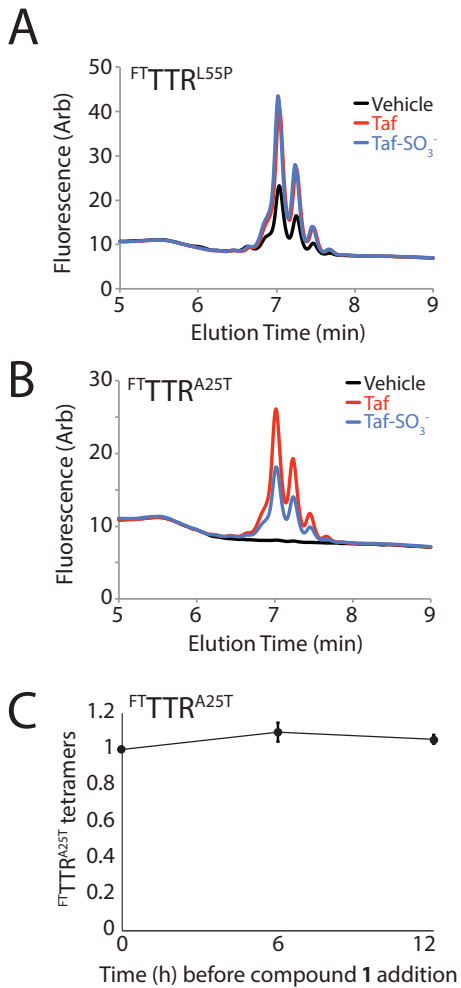 A
FTTTRL55P
Vehicle
Taf
Taf-SO3-
50
40
30
20
10
0
Fluorescence (Arb)
5 6 7 8 9
Elution Time (min)
B
FTTTRA25T
Vehicle
Taf
Taf-SO3-
30
20
10
0
Fluorescence (Arb)
5 6 7 8 9
Elution Time (min)
C
FTTTRA25T
1.2
1
0.8
0.6
0.4
0.2
0
FTTTRA25T tetramers
0 6 12
Time (h) before compound 1 addition